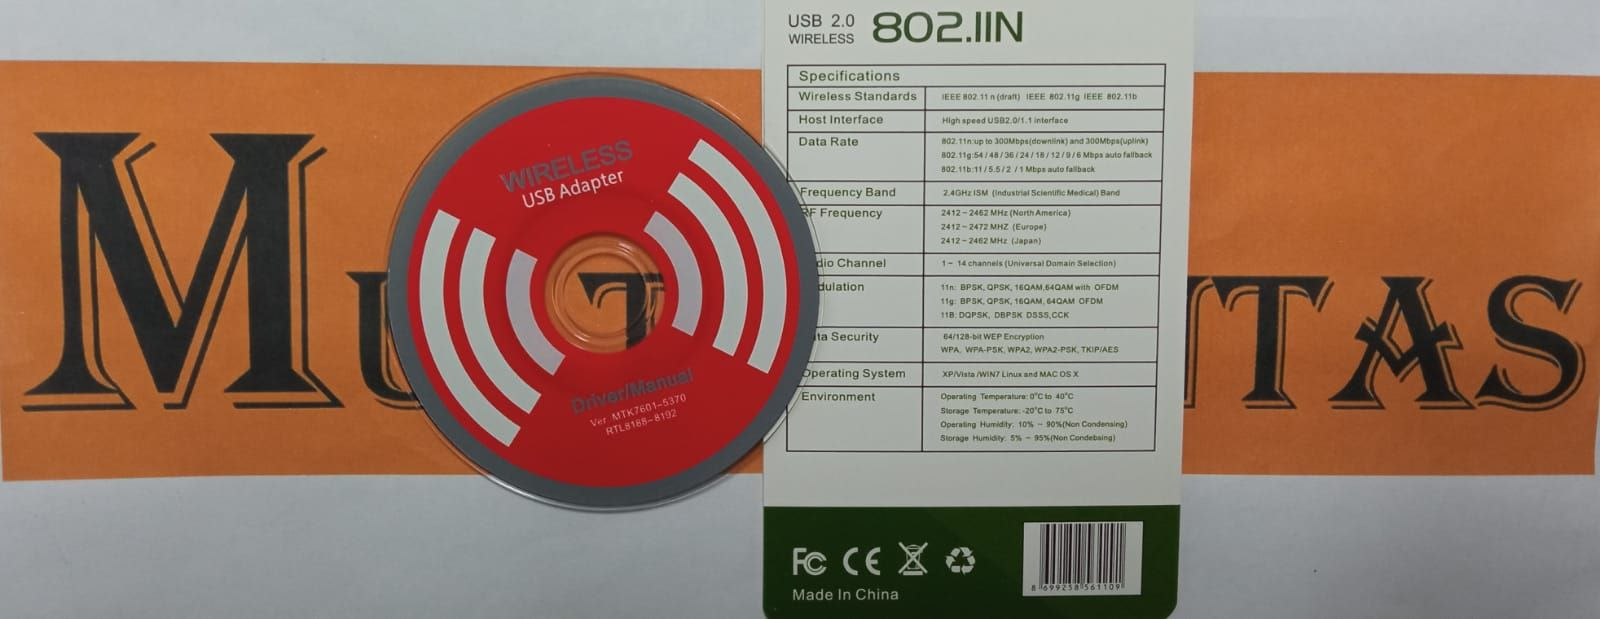 MU T NTAS
WIRELESS
USB Adapter
Driver/Manual
Ver MTK7601-5370
RTL8188-8192
USB 2.0
WIRELESS
802.11N
Specifications
Wireless Standards IEEE 802.11 n (draft) IEEE 802.11g IEEE 802.11b
Host Interface High speed USB2.0/1.1 interface
Data Rate 802.11n:up to 300Mbps(downlink) and 300Mbps(uplink)
802.11g:54 / 48 / 36 / 24 / 18 / 12 / 9 / 6 Mbps auto fallback
802.11b:11 / 5.5 / 2 / 1 Mbps auto fallback
Frequency Band 2.4GHz ISM (Industrial Scientific Medical) Band
RF Frequency 2412~2462 MHz (North America)
2412~2472 MHZ (Europe)
2412~2462 MHz (Japan)
dio Channel 1~ 14 channels (Universal Domain Selection)
dulation 11n: BPSK, QPSK, 16QAM,64QAM with OFDM
11g: BPSK, QPSK, 16QAM, 64QAM OFDM
11B: DQPSK, DBPSK DSSS,CCK
ta Security 64/128-bit WEP Encryption
WPA, WPA-PSK, WPA2, WPA2-PSK, TKIP/AES
Operating System XP/Vista /WIN7 Linux and MAC OS X
Environment Operating Temperature: 0°C to 40°C
Storage Temperature: -20°C to 75°C
Operating Humidity: 10% ~ 90%(Non Condensing)
Storage Humidity: 5% ~ 95%(Non Condebsing)
FC CE
Made In China
8 699258 561109